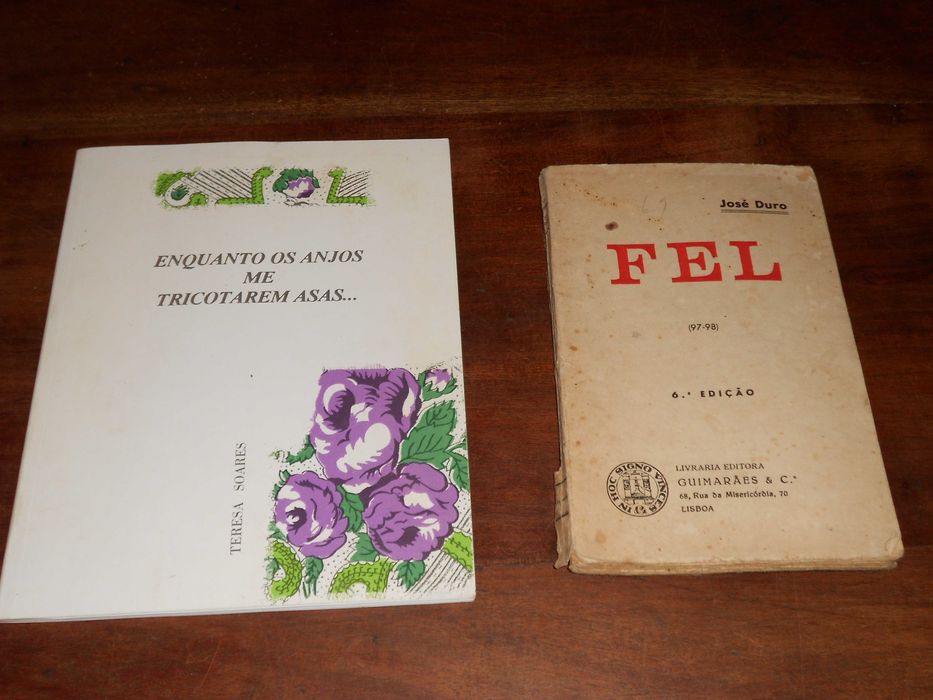 ENQUANTO OS ANJOS
ME
TRICOTAREM ASAS...
TERESA SOARES
José Duro
FEL
(97-98)
6.ª EDIÇÃO
IN HOC SIGNO VINCES
LIVRARIA EDITORA
GUIMARÃES & C.ª
68, Rua da Misericórdia, 70
LISBOA